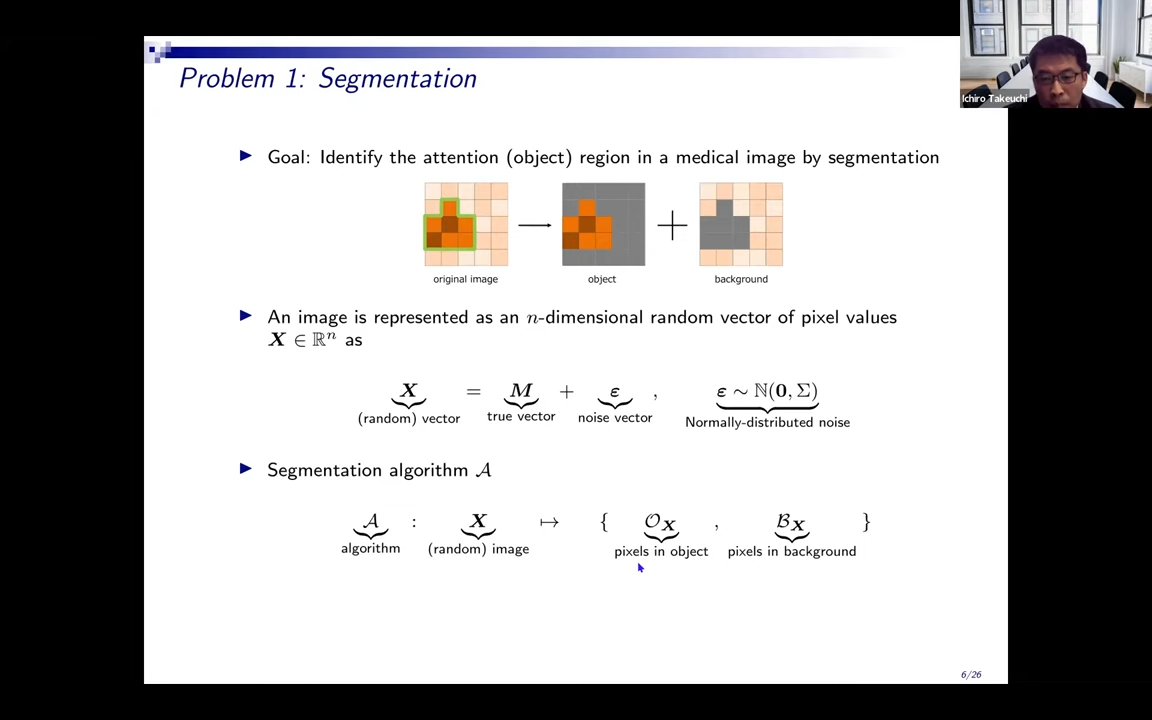 Ichiro Takeuchi
Problem 1: Segmentation
Goal: Identify the attention (object) region in a medical image by segmentation
original image
object
background
An image is represented as an n-dimensional random vector of pixel values
X ∈ ℝⁿ as
X = M + ε , ε ∼ N(0, Σ)
(random) vector true vector noise vector Normally-distributed noise
Segmentation algorithm 𝒜
𝒜 : X ↦ { 𝒪_X , ℬ_X }
algorithm (random) image pixels in object pixels in background
6/26